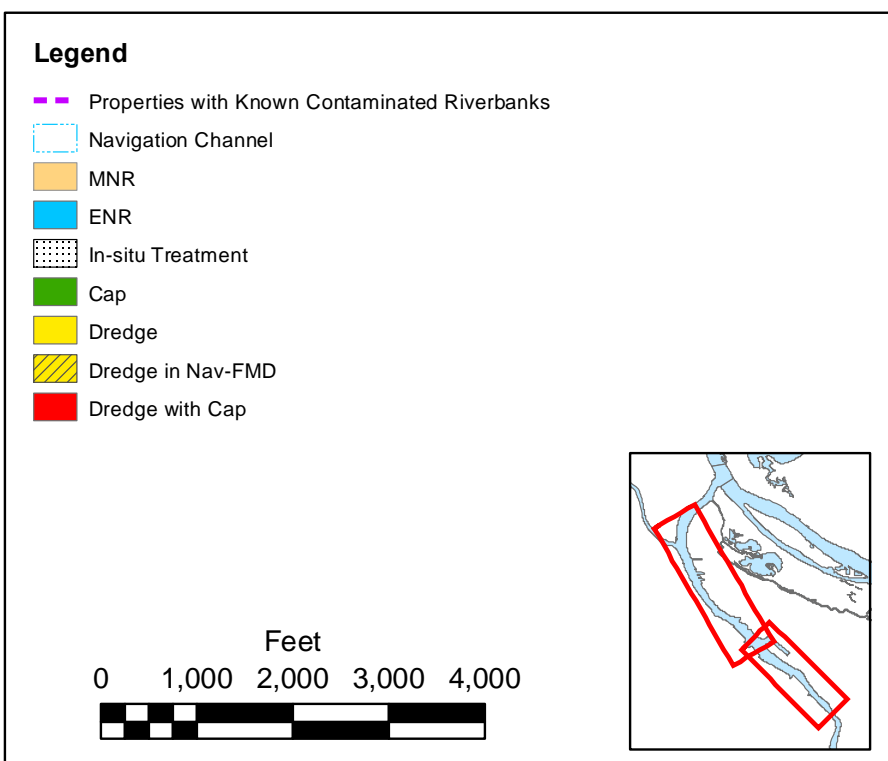 Legend
Properties with Known Contaminated Riverbanks
Navigation Channel
MNR
ENR
In-situ Treatment
Cap
Dredge
Dredge in Nav-FMD
Dredge with Cap
Feet
0 1,000 2,000 3,000 4,000